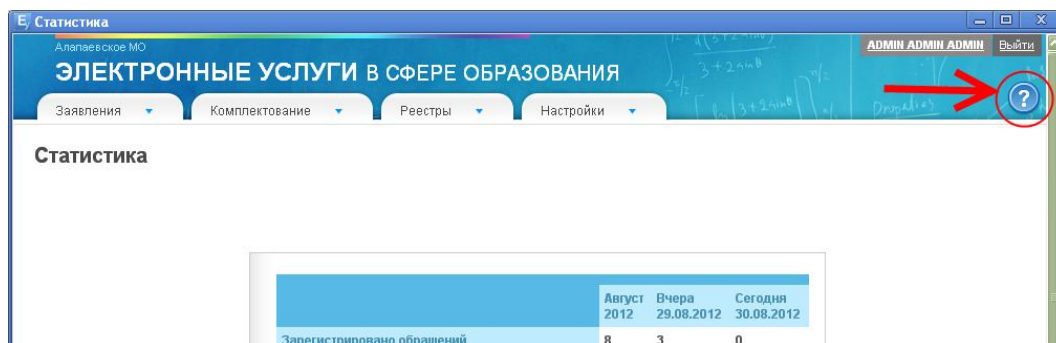 E/ Статистика
Алапаевское МО
ADMIN ADMIN ADMIN Выйти
ЭЛЕКТРОННЫЕ УСЛУГИ В СФЕРЕ ОБРАЗОВАНИЯ
Заявления Комплектование Реестры Настройки ?
Статистика
Август Вчера Сегодня
2012 29.08.2012 30.08.2012
Зарегистрировано обращений 8 3 0